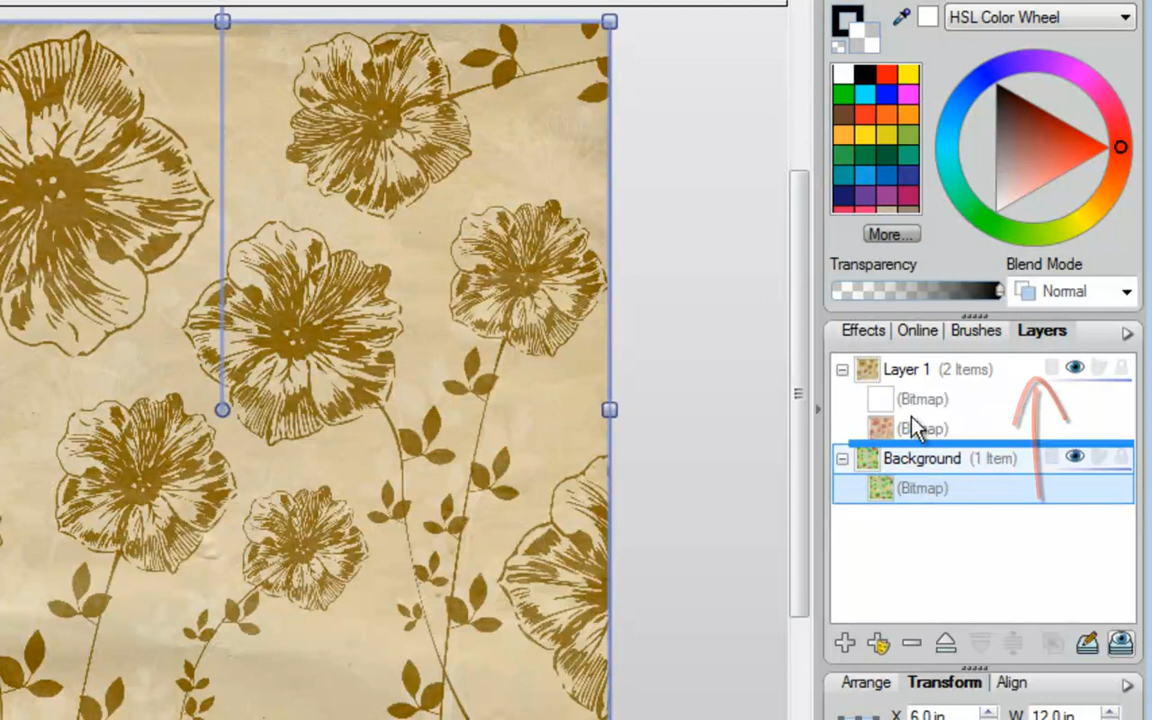 HSL Color Wheel
More...
Transparency
Blend Mode
Normal
Effects | Online | Brushes | Layers
Layer 1 (2 Items)
(Bitmap)
Background (1 Item)
(Bitmap)
Arrange Transform Align
X 6.0 in W 12.0 in